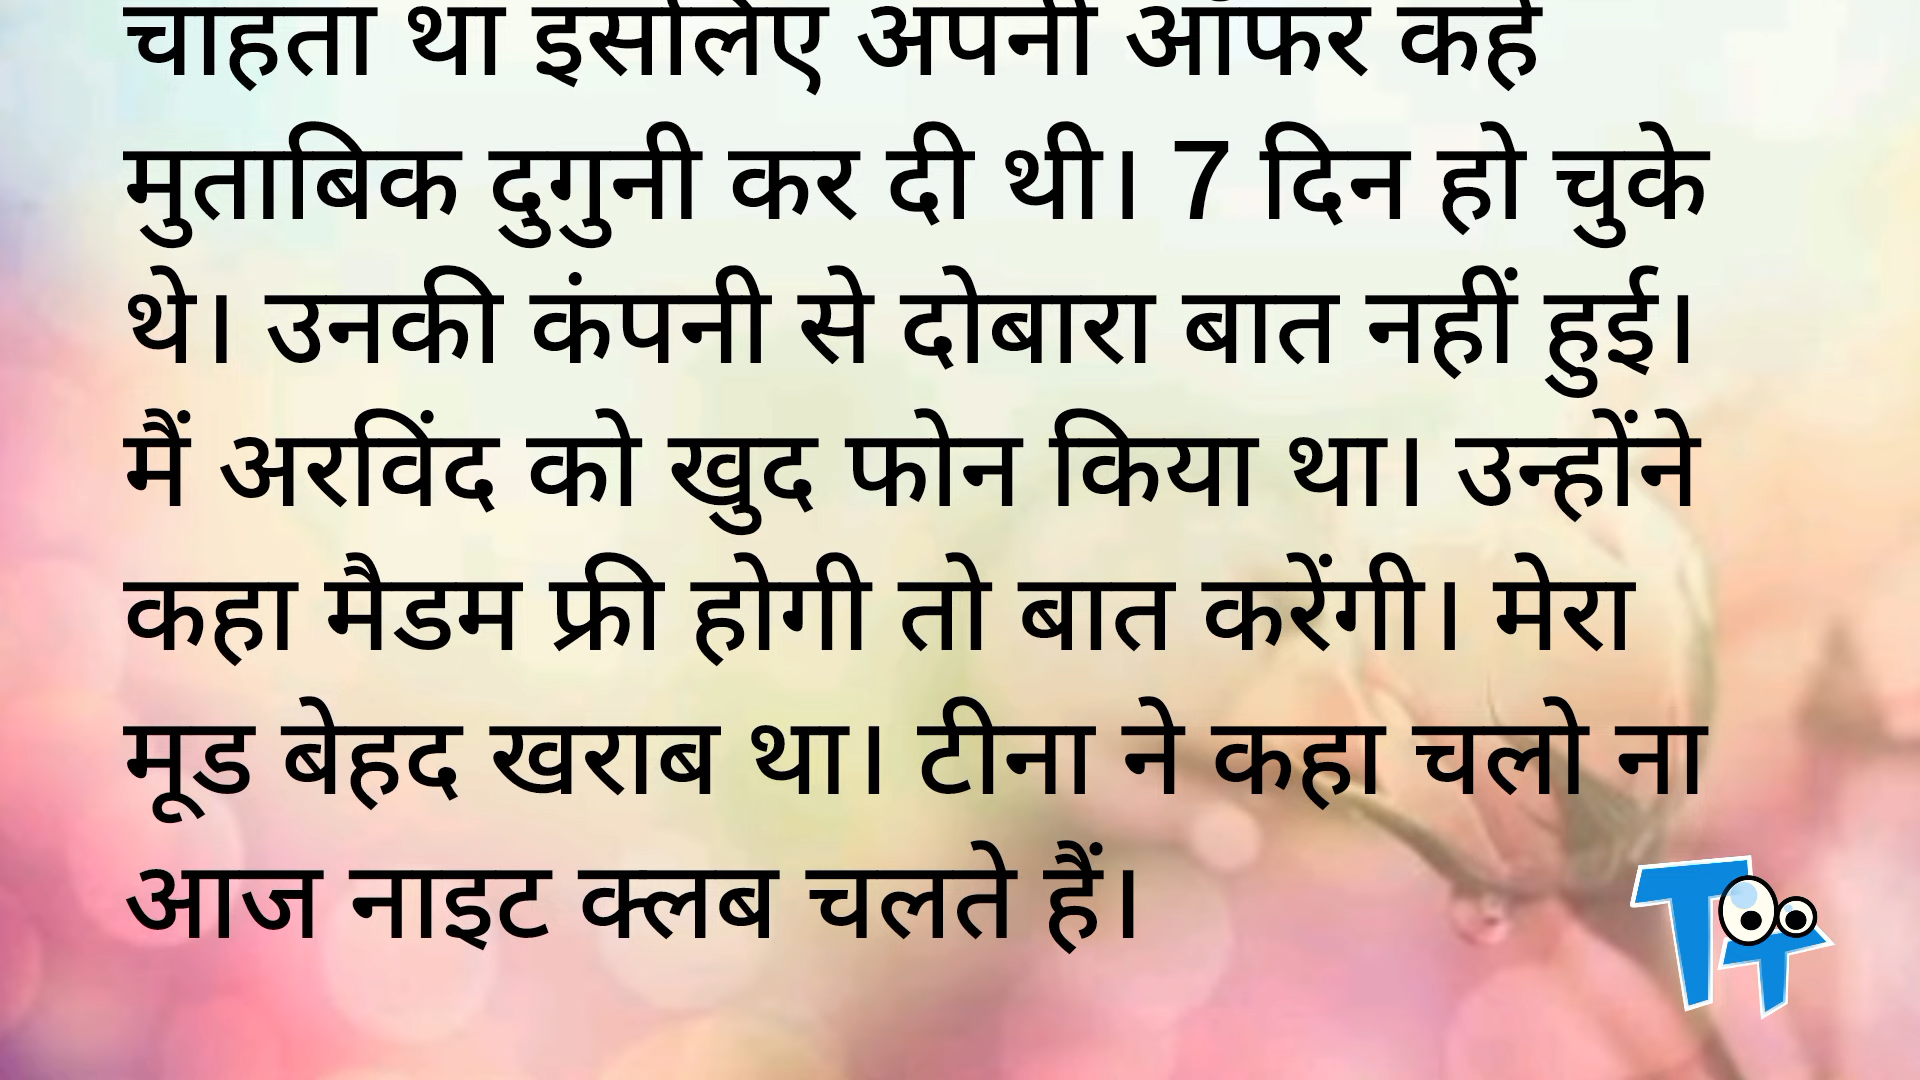 चाहता था इसलिए अपनी ऑफर कहे
मुताबिक दुगुनी कर दी थी। 7 दिन हो चुके
थे। उनकी कंपनी से दोबारा बात नहीं हुई।
मैं अरविंद को खुद फोन किया था। उन्होंने
कहा मैडम फ्री होगी तो बात करेंगी। मेरा
मूड बेहद खराब था। टीना ने कहा चलो ना
आज नाइट क्लब चलते हैं।